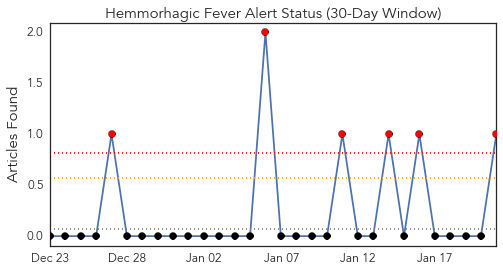 Hemmorhagic Fever Alert Status (30-Day Window)
Articles Found
2.0
1.5
1.0
0.5
0.0
Dec 23 Dec 28 Jan 02 Jan 07 Jan 12 Jan 17